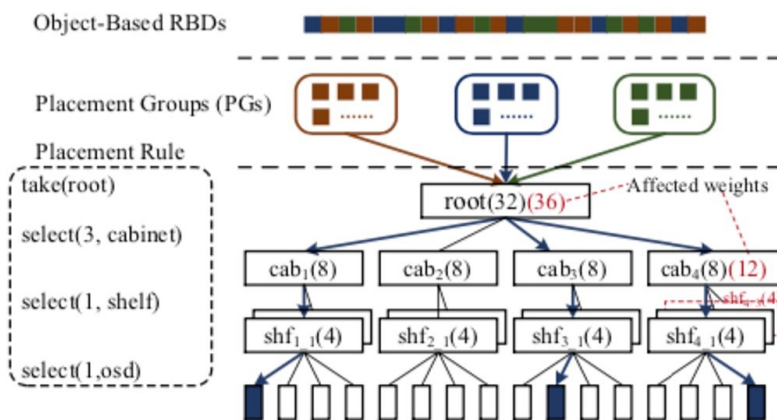 Object-Based RBDs
Placement Groups (PGs)
......
......
......
Placement Rule
take(root)
root(32)(36)
Affected weights
select(3, cabinet)
cab1(8)
cab2(8)
cab3(8)
cab4(8)(12)
select(1, shelf)
shf1_1(4)
shf2_1(4)
shf3_1(4)
shf4_1(4)
select(1,osd)